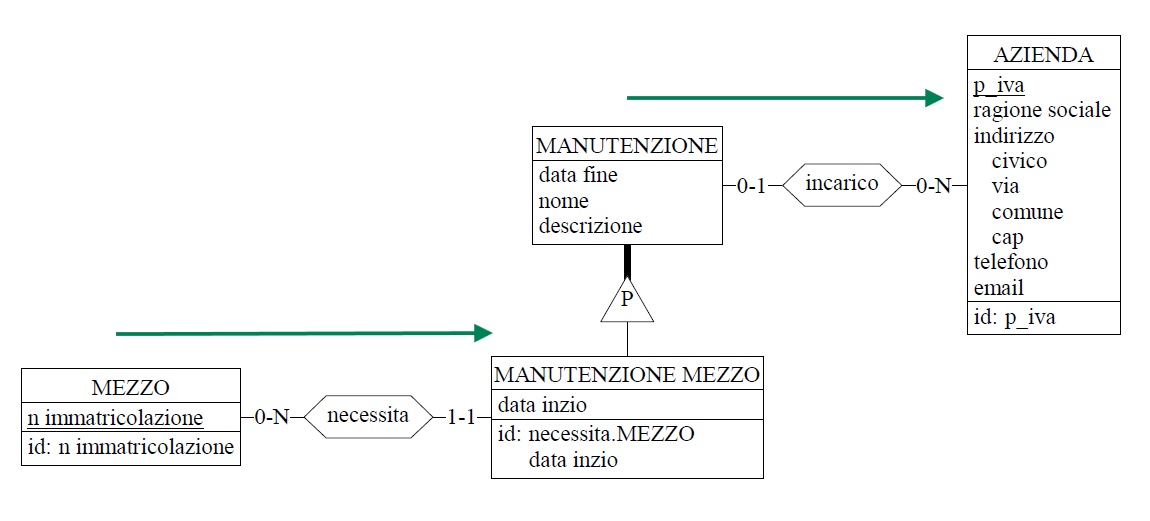 AZIENDA
p_iva
ragione sociale
indirizzo
civico
via
comune
cap
telefono
email
id: p_iva
MANUTENZIONE
data fine
nome
descrizione
0-1
incarico
0-N
P
MEZZO
n immatricolazione
id: n immatricolazione
0-N
necessita
1-1
MANUTENZIONE MEZZO
data inzio
id: necessita.MEZZO
data inzio